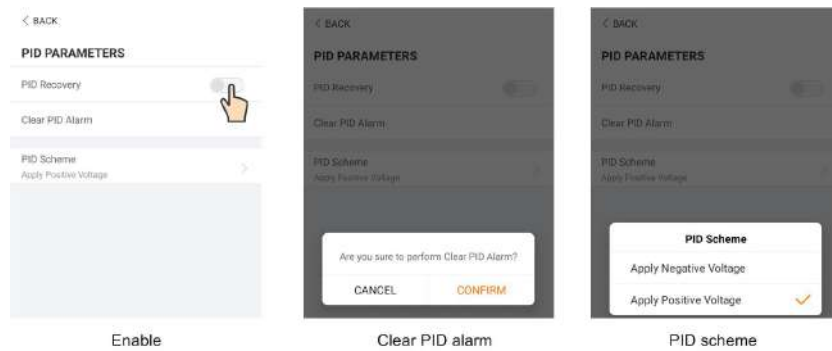 < BACK
PID PARAMETERS
PID Recovery
Clear PID Alarm
PID Scheme
Apply Positive Voltage
Enable
< BACK
PID PARAMETERS
PID Recovery
Clear PID Alarm
PID Scheme
Apply Positive Voltage
Are you sure to perform Clear PID Alarm?
CANCEL CONFIRM
Clear PID alarm
< BACK
PID PARAMETERS
PID Recovery
Clear PID Alarm
PID Scheme
Apply Positive Voltage
PID Scheme
Apply Negative Voltage
Apply Positive Voltage
PID scheme